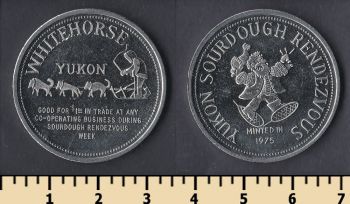 WHITEHORSE
YUKON
GOOD FOR $1.00 IN TRADE AT ANY
CO-OPERATING BUSINESS DURING
SOURDOUGH RENDEZVOUS
WEEK
YUKON SOURDOUGH RENDEZVOUS
MINTED IN
1975
1 2 3 4 5 6 7